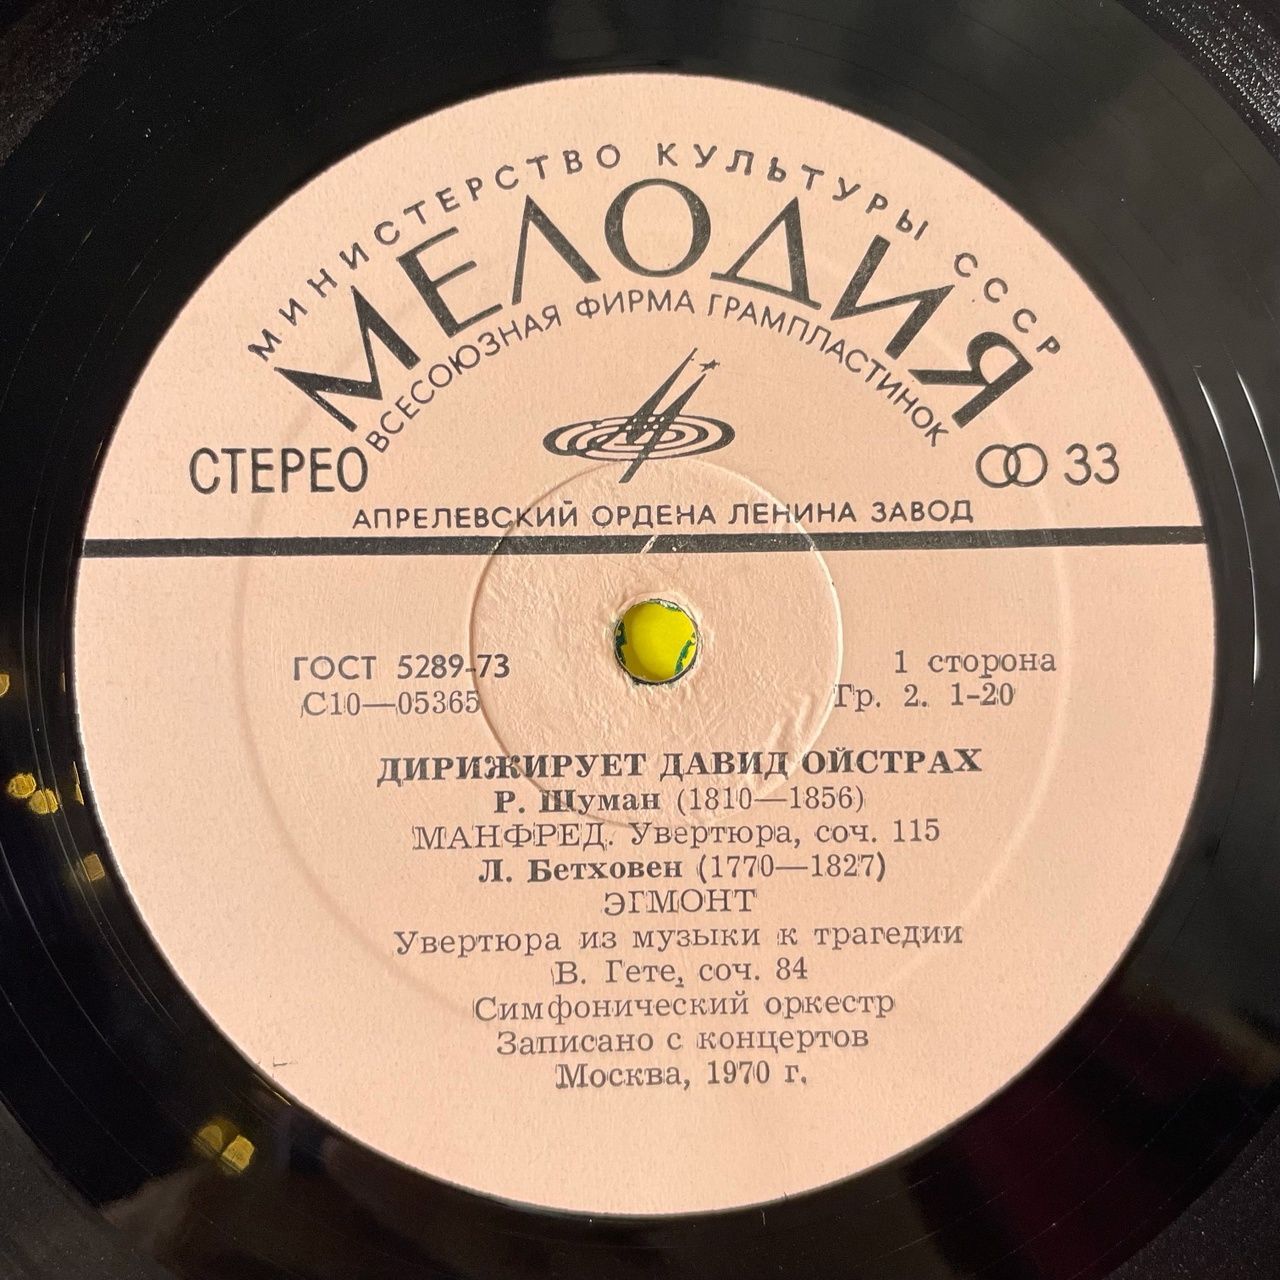 МИНИСТЕРСТВО КУЛЬТУРЫ СССР
МЕЛОДИЯ
ВСЕСОЮЗНАЯ ФИРМА ГРАМПЛАСТИНОК
СТЕРЕО
33
АПРЕЛЕВСКИЙ ОРДЕНА ЛЕНИНА ЗАВОД
ГОСТ 5289-73
С10—05365
1 сторона
Гр. 2. 1-20
ДИРИЖИРУЕТ ДАВИД ОЙСТРАХ
Р. Шуман (1810—1856)
МАНФРЕД. Увертюра, соч. 115
Л. Бетховен (1770—1827)
ЭГМОНТ
Увертюра из музыки к трагедии
В. Гете, соч. 84
Симфонический оркестр
Записано с концертов
Москва, 1970 г.